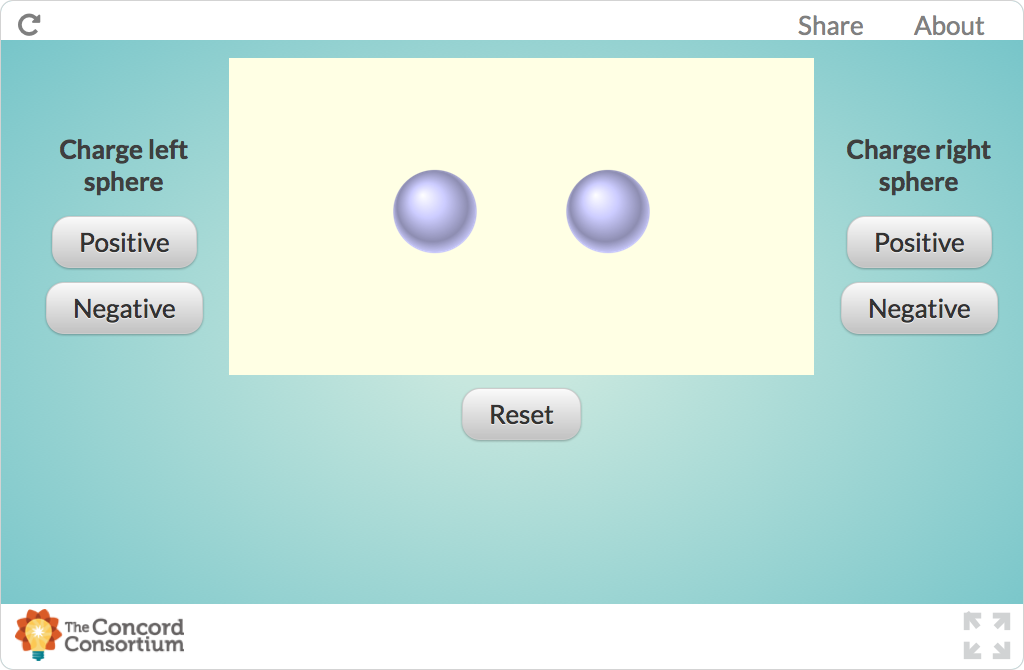 Share
About
Charge left
sphere
Positive
Negative
Charge right
sphere
Positive
Negative
Reset
The Concord
Consortium